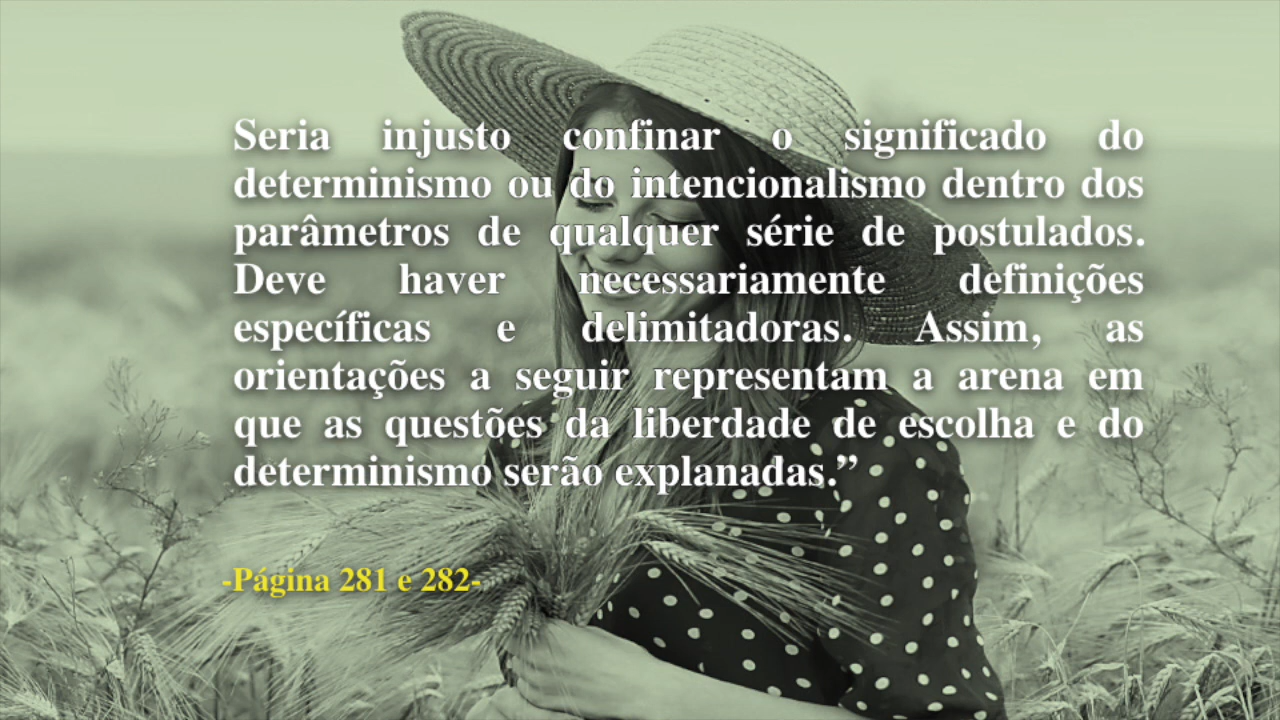 Seria injusto confinar o significado do
determinismo ou do intencionalismo dentro dos
parâmetros de qualquer série de postulados.
Deve haver necessariamente definições
específicas e delimitadoras. Assim, as
orientações a seguir representam a arena em
que as questões da liberdade de escolha e do
determinismo serão explanadas.”
-Página 281 e 282-